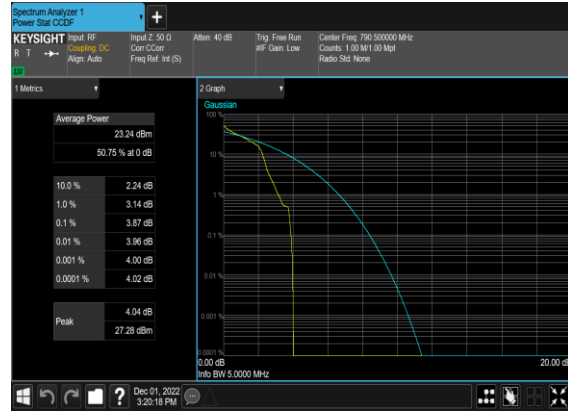 Spectrum Analyzer 1
Power Stat CCDF
KEYSIGHT
R T
LXI
Input: RF
Coupling: DC
Align: Auto
Input Z: 50 Ω
Corr CCorr
Freq Ref: Int (S)
Atten: 40 dB
Trig: Free Run
#IF Gain: Low
Center Freq: 790.500000 MHz
Counts: 1.00 M/1.00 Mpt
Radio Std: None
1 Metrics
Average Power
23.24 dBm
50.75 % at 0 dB
10.0 % 2.24 dB
1.0 % 3.14 dB
0.1 % 3.87 dB
0.01 % 3.96 dB
0.001 % 4.00 dB
0.0001 % 4.02 dB
Peak
4.04 dB
27.28 dBm
2 Graph
Gaussian
100 %
10 %
1 %
0.1 %
0.01 %
0.001 %
0.0001 %
0.00 dB
20.00 dB
Info BW 5.0000 MHz
?
Dec 01, 2022
3:20:18 PM